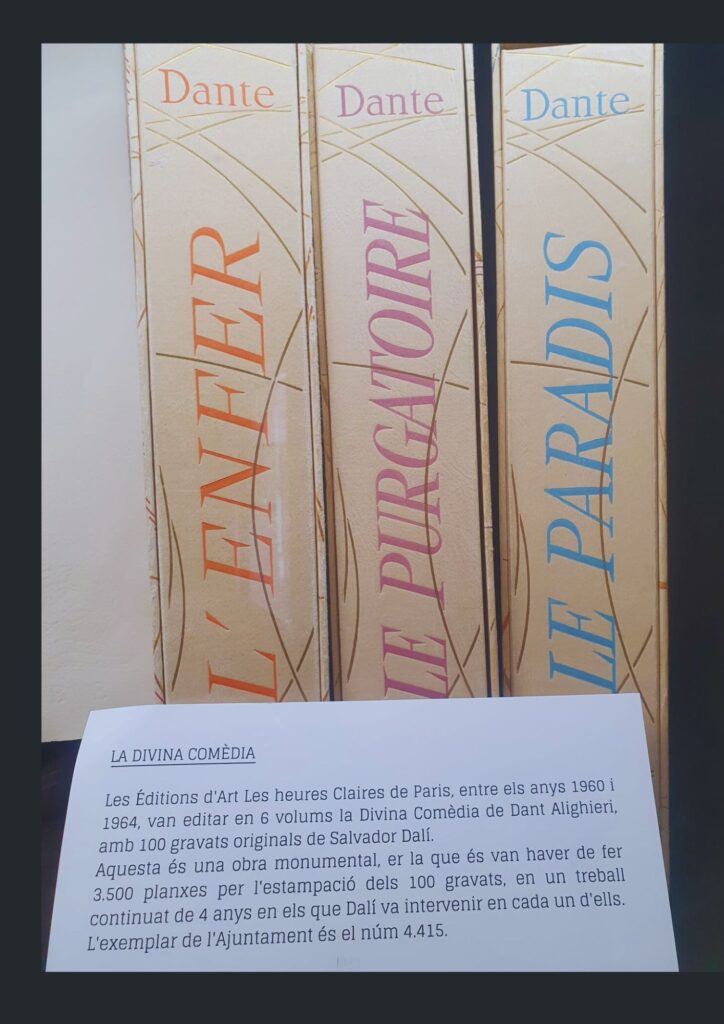 Dante
L'ENFER
Dante
LE PURGATOIRE
Dante
LE PARADIS
LA DIVINA COMÈDIA
Les Éditions d'Art Les heures Claires de Paris, entre els anys 1960 i
1964, van editar en 6 volums la Divina Comèdia de Dant Alighieri,
amb 100 gravats originals de Salvador Dalí.
Aquesta és una obra monumental, er la que és van haver de fer
3.500 planxes per l'estampació dels 100 gravats, en un treball
continuat de 4 anys en els que Dalí va intervenir en cada un d'ells.
L'exemplar de l'Ajuntament és el núm 4.415.